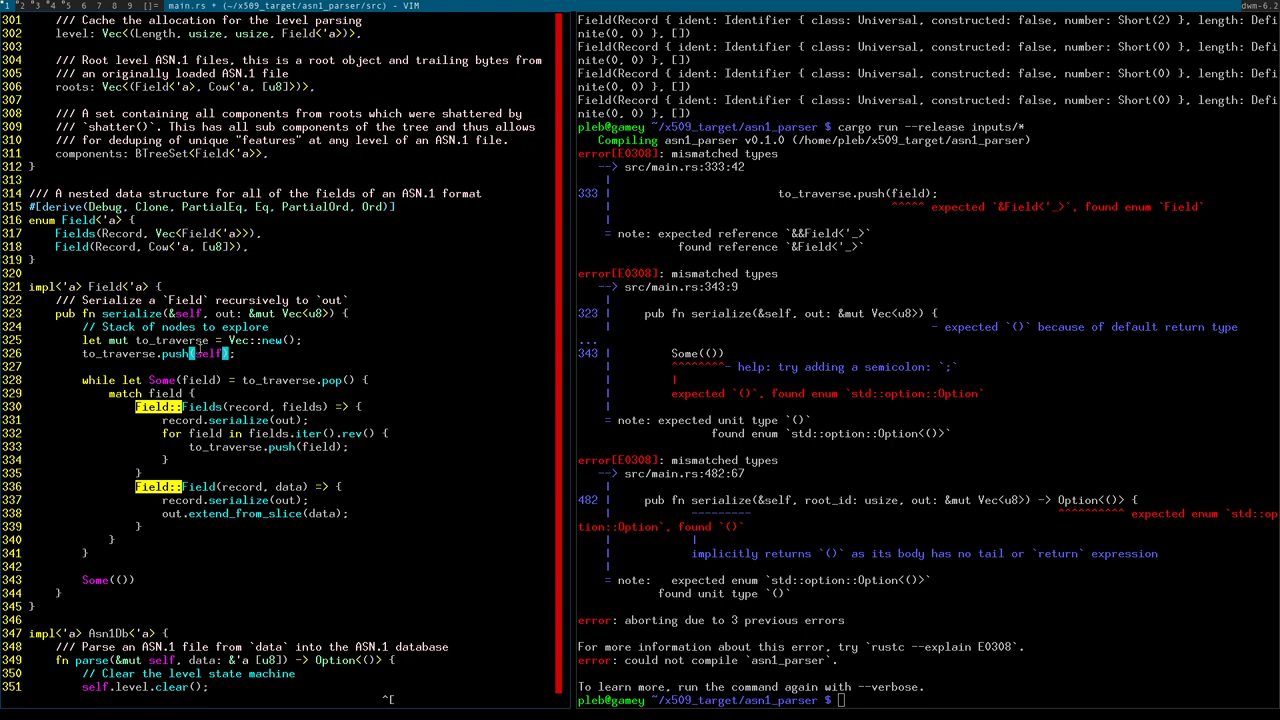 1 2 3 4 5 6 7 8 9 []= main.rs + (~/x509_target/asn1_parser/src) - VIM
dwm-6.2
301     /// Cache the allocation for the level parsing
302     level: Vec<(Length, usize, usize, Field<'a>)>,
303
304     /// Root level ASN.1 files, this is a root object and trailing bytes from
305     /// an originally loaded ASN.1 file
306     roots: Vec<(Field<'a>, Cow<'a, [u8]>)>,
307
308     /// A set containing all components from roots which were shattered by
309     /// `shatter()`. This has all sub components of the tree and thus allows
310     /// for deduping of unique "features" at any level of an ASN.1 file.
311     components: BTreeSet<Field<'a>>,
312 }
313
314 /// A nested data structure for all of the fields of an ASN.1 format
315 #[derive(Debug, Clone, PartialEq, Eq, PartialOrd, Ord)]
316 enum Field<'a> {
317     Fields(Record, Vec<Field<'a>>),
318     Field(Record, Cow<'a, [u8]>),
319 }
320
321 impl<'a> Field<'a> {
322     /// Serialize a `Field` recursively to `out`
323     pub fn serialize(&self, out: &mut Vec<u8>) {
324         // Stack of nodes to explore
325         let mut to_traverse = Vec::new();
326         to_traverse.push(self);
327
328         while let Some(field) = to_traverse.pop() {
329             match field {
330                 Field::Fields(record, fields) => {
331                     record.serialize(out);
332                     for field in fields.iter().rev() {
333                         to_traverse.push(field);
334                     }
335                 }
336                 Field::Field(record, data) => {
337                     record.serialize(out);
338                     out.extend_from_slice(data);
339                 }
340             }
341         }
342
343         Some(())
344     }
345 }
346
347 impl<'a> Asn1Db<'a> {
348     /// Parse an ASN.1 file from `data` into the ASN.1 database
349     fn parse(&mut self, data: &'a [u8]) -> Option<()> {
350         // Clear the level state machine
351         self.level.clear();
^[
Field(Record { ident: Identifier { class: Universal, constructed: false, number: Short(2) }, length: Defi
nite(0, 0) }, [])
Field(Record { ident: Identifier { class: Universal, constructed: false, number: Short(0) }, length: Defi
nite(0, 0) }, [])
Field(Record { ident: Identifier { class: Universal, constructed: false, number: Short(0) }, length: Defi
nite(0, 0) }, [])
Field(Record { ident: Identifier { class: Universal, constructed: false, number: Short(0) }, length: Defi
nite(0, 0) }, [])
pleb@gamey ~/x509_target/asn1_parser $ cargo run --release inputs/*
   Compiling asn1_parser v0.1.0 (/home/pleb/x509_target/asn1_parser)
error[E0308]: mismatched types
   --> src/main.rs:333:42
    |
333 |                         to_traverse.push(field);
    |                                          ^^^^^ expected `&Field<'_>`, found enum `Field`
    |
    = note: expected reference `&&Field<'_>`
               found reference `&Field<'_>`

error[E0308]: mismatched types
   --> src/main.rs:343:9
    |
323 |     pub fn serialize(&self, out: &mut Vec<u8>) {
    |                                                - expected `()` because of default return type
...
343 |         Some(())
    |         ^^^^^^^^- help: try adding a semicolon: `;`
    |         |
    |         expected `()`, found enum `std::option::Option`
    |
    = note: expected unit type `()`
                    found enum `std::option::Option<()>`

error[E0308]: mismatched types
   --> src/main.rs:482:67
    |
482 |     pub fn serialize(&self, root_id: usize, out: &mut Vec<u8>) -> Option<()> {
    |            ---------                                              ^^^^^^^^^^ expected enum `std::op
tion::Option`, found `()`
    |            |
    |            implicitly returns `()` as its body has no tail or `return` expression
    |
    = note:   expected enum `std::option::Option<()>`
            found unit type `()`

error: aborting due to 3 previous errors

For more information about this error, try `rustc --explain E0308`.
error: could not compile `asn1_parser`.

To learn more, run the command again with --verbose.
pleb@gamey ~/x509_target/asn1_parser $